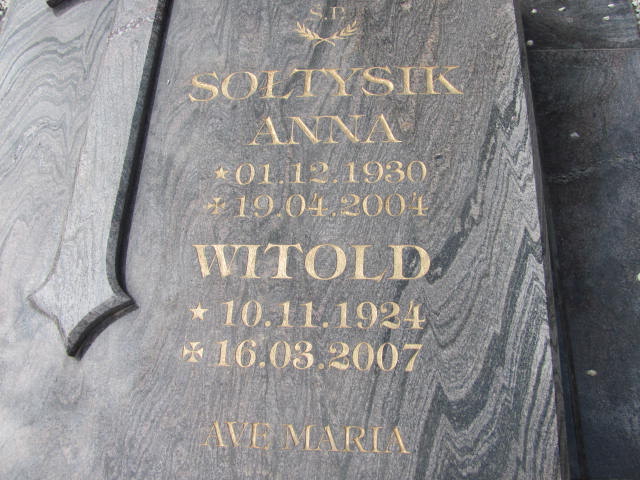 S.P.
SOŁTYSIK
ANNA
*01.12.1930
✠19.04.2004
WITOLD
* 10.11.1924
✠ 16.03.2007
AVE MARIA